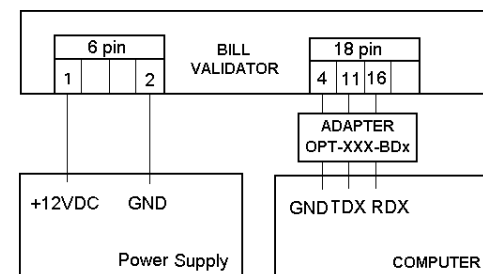 6 pin
1 2
BILL
VALIDATOR
18 pin
4 11 16
ADAPTER
OPT-XXX-BDx
+12VDC GND
Power Supply
GND TDX RDX
COMPUTER